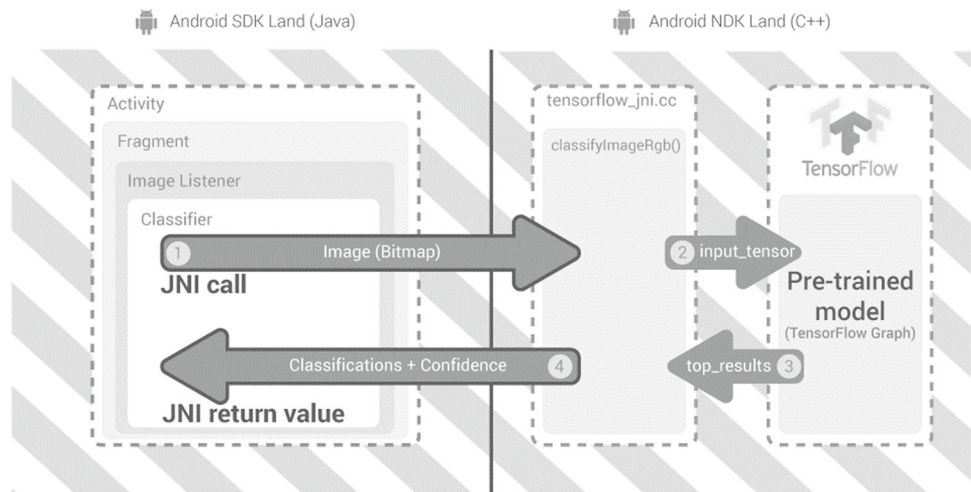 Android SDK Land (Java)
Android NDK Land (C++)
Activity
Fragment
Image Listener
Classifier
1 Image (Bitmap)
JNI call
Classifications + Confidence 4
JNI return value
tensorflow_jni.cc
classifyImageRgb()
2 input_tensor
top_results 3
TensorFlow
Pre-trained
model
(TensorFlow Graph)